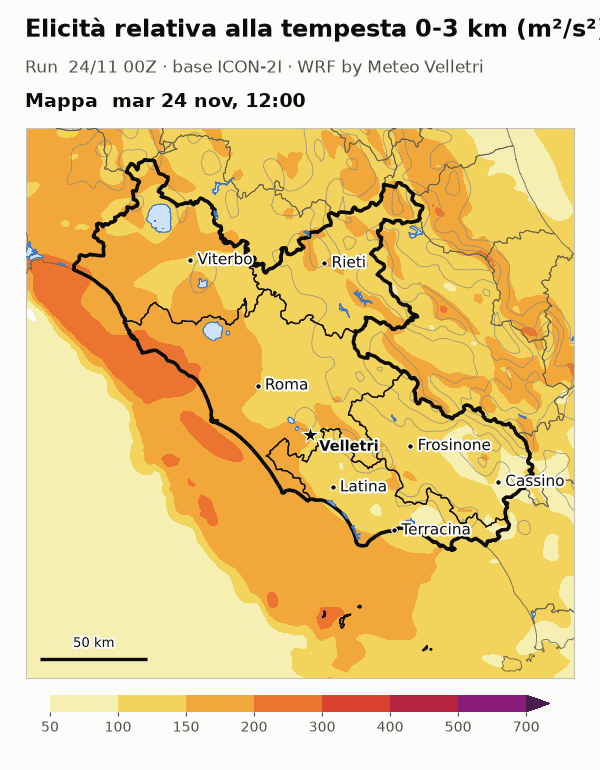 Elicità relativa alla tempesta 0-3 km (m²/s²)
Run  24/11 00Z · base ICON-2I · WRF by Meteo Velletri
Mappa  mar 24 nov, 12:00
Viterbo
Rieti
Roma
Velletri
Frosinone
Cassino
Latina
Terracina
50 km
50 100 150 200 300 400 500 700